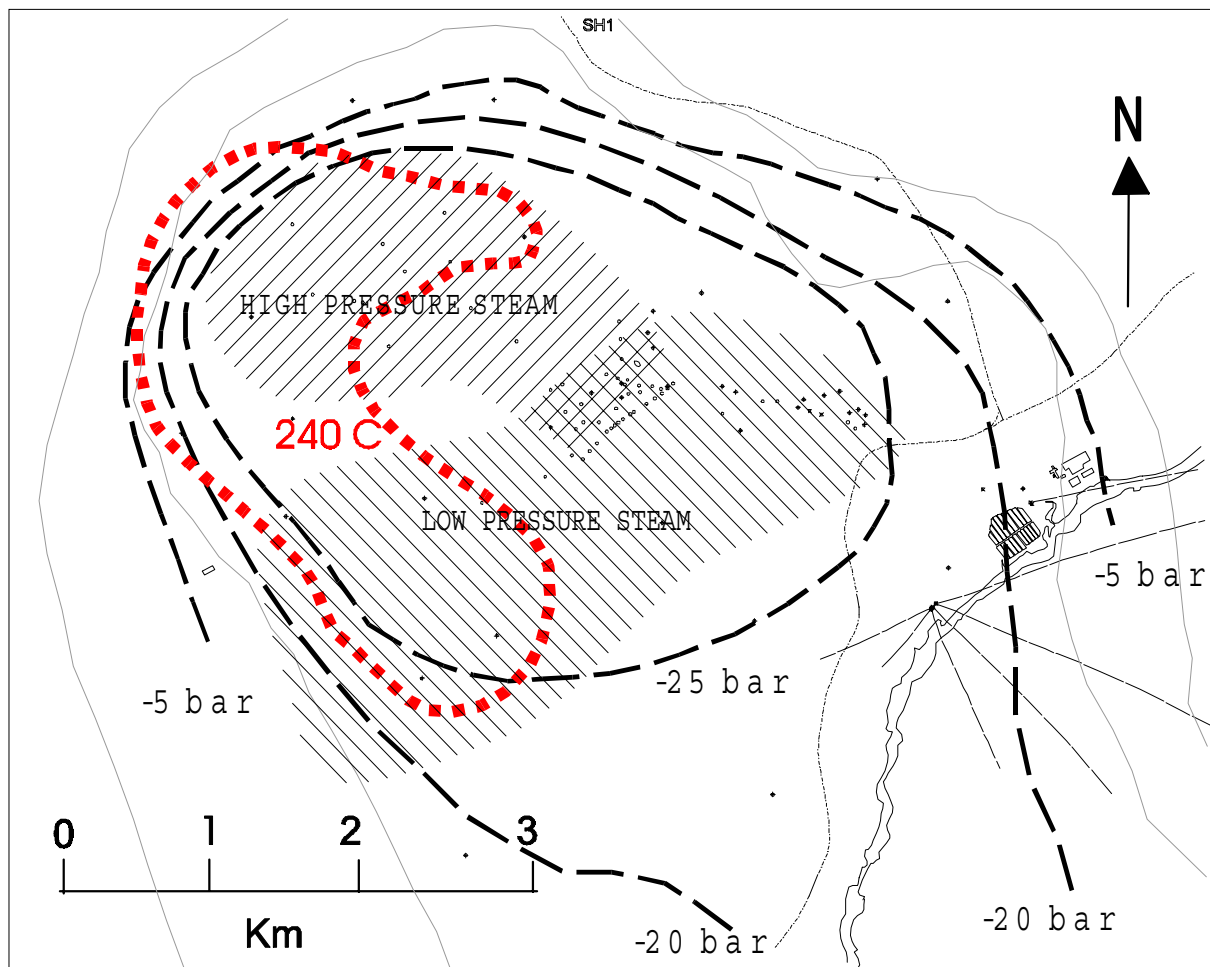 SH1
N
HIGH PRESSURE STEAM
240 C
LOW PRESSURE STEAM
-5 bar
-25 bar
-5 bar
0 1 2 3
Km
-20 bar
-20 bar